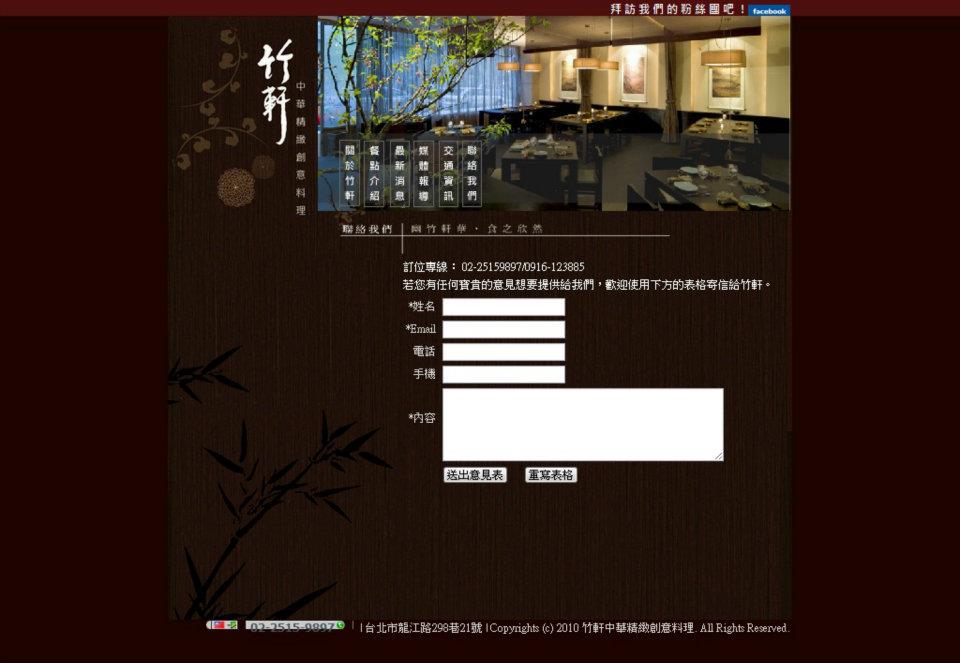 拜訪我們的粉絲團吧！ facebook
竹軒
中華精緻創意料理
關於竹軒
餐點介紹
最新消息
媒體報導
交通資訊
聯絡我們
聯絡我們 幽竹軒華・食之欣然
訂位專線： 02-25159897/0916-123885
若您有任何寶貴的意見想要提供給我們，歡迎使用下方的表格寄信給竹軒。
*姓名
*Email
電話
手機
*內容
送出意見表 重寫表格
02-2515-9897 | 台北市龍江路298巷21號 | Copyrights (c) 2010 竹軒中華精緻創意料理. All Rights Reserved.